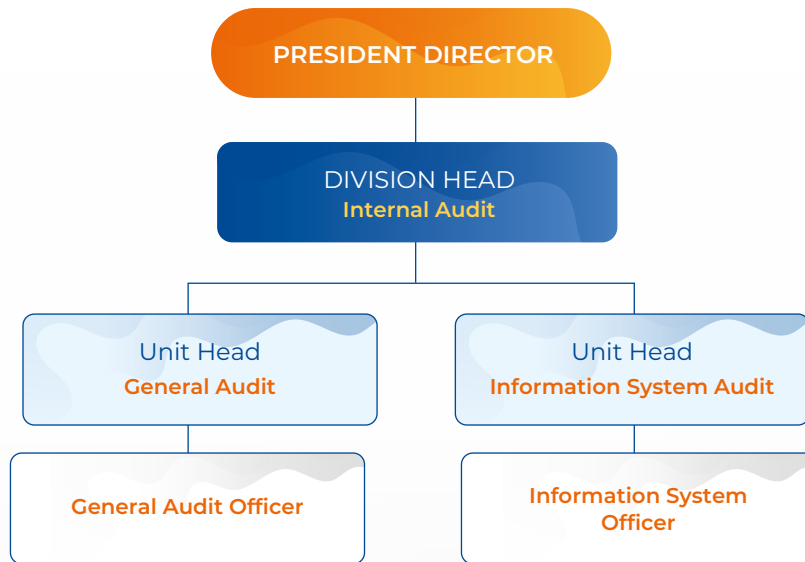 PRESIDENT DIRECTOR
DIVISION HEAD
Internal Audit
Unit Head
General Audit
Unit Head
Information System Audit
General Audit Officer
Information System
Officer